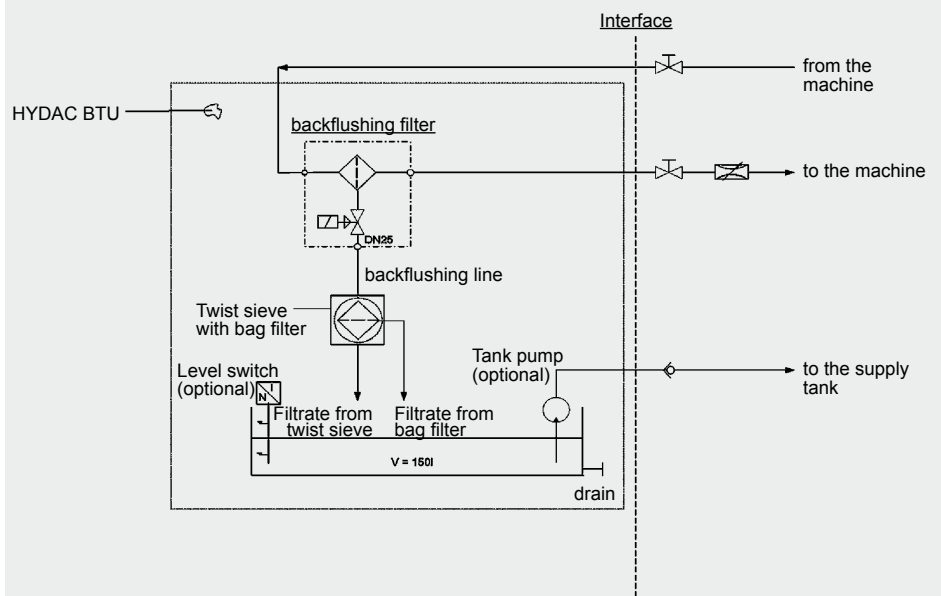 Interface
from the
machine
HYDAC BTU
backflushing filter
to the machine
DN25
backflushing line
Twist sieve
with bag filter
Tank pump
(optional)
to the supply
tank
Level switch
(optional)
N
Filtrate from
twist sieve
Filtrate from
bag filter
V = 150l
drain